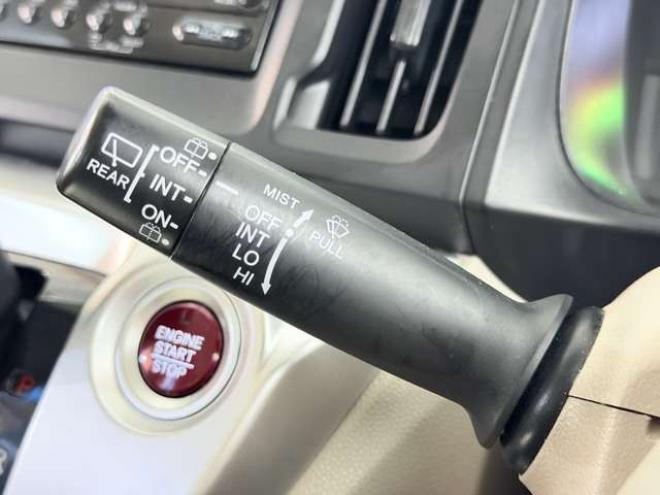 REAR
OFF
INT
ON
MIST
OFF
INT
LO
HI
PULL
ENGINE
START
STOP
P
R